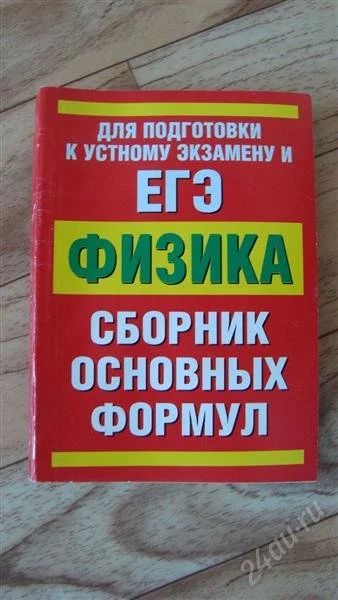 ДЛЯ ПОДГОТОВКИ
К УСТНОМУ ЭКЗАМЕНУ И
ЕГЭ
ФИЗИКА
СБОРНИК
ОСНОВНЫХ
ФОРМУЛ
24au.ru